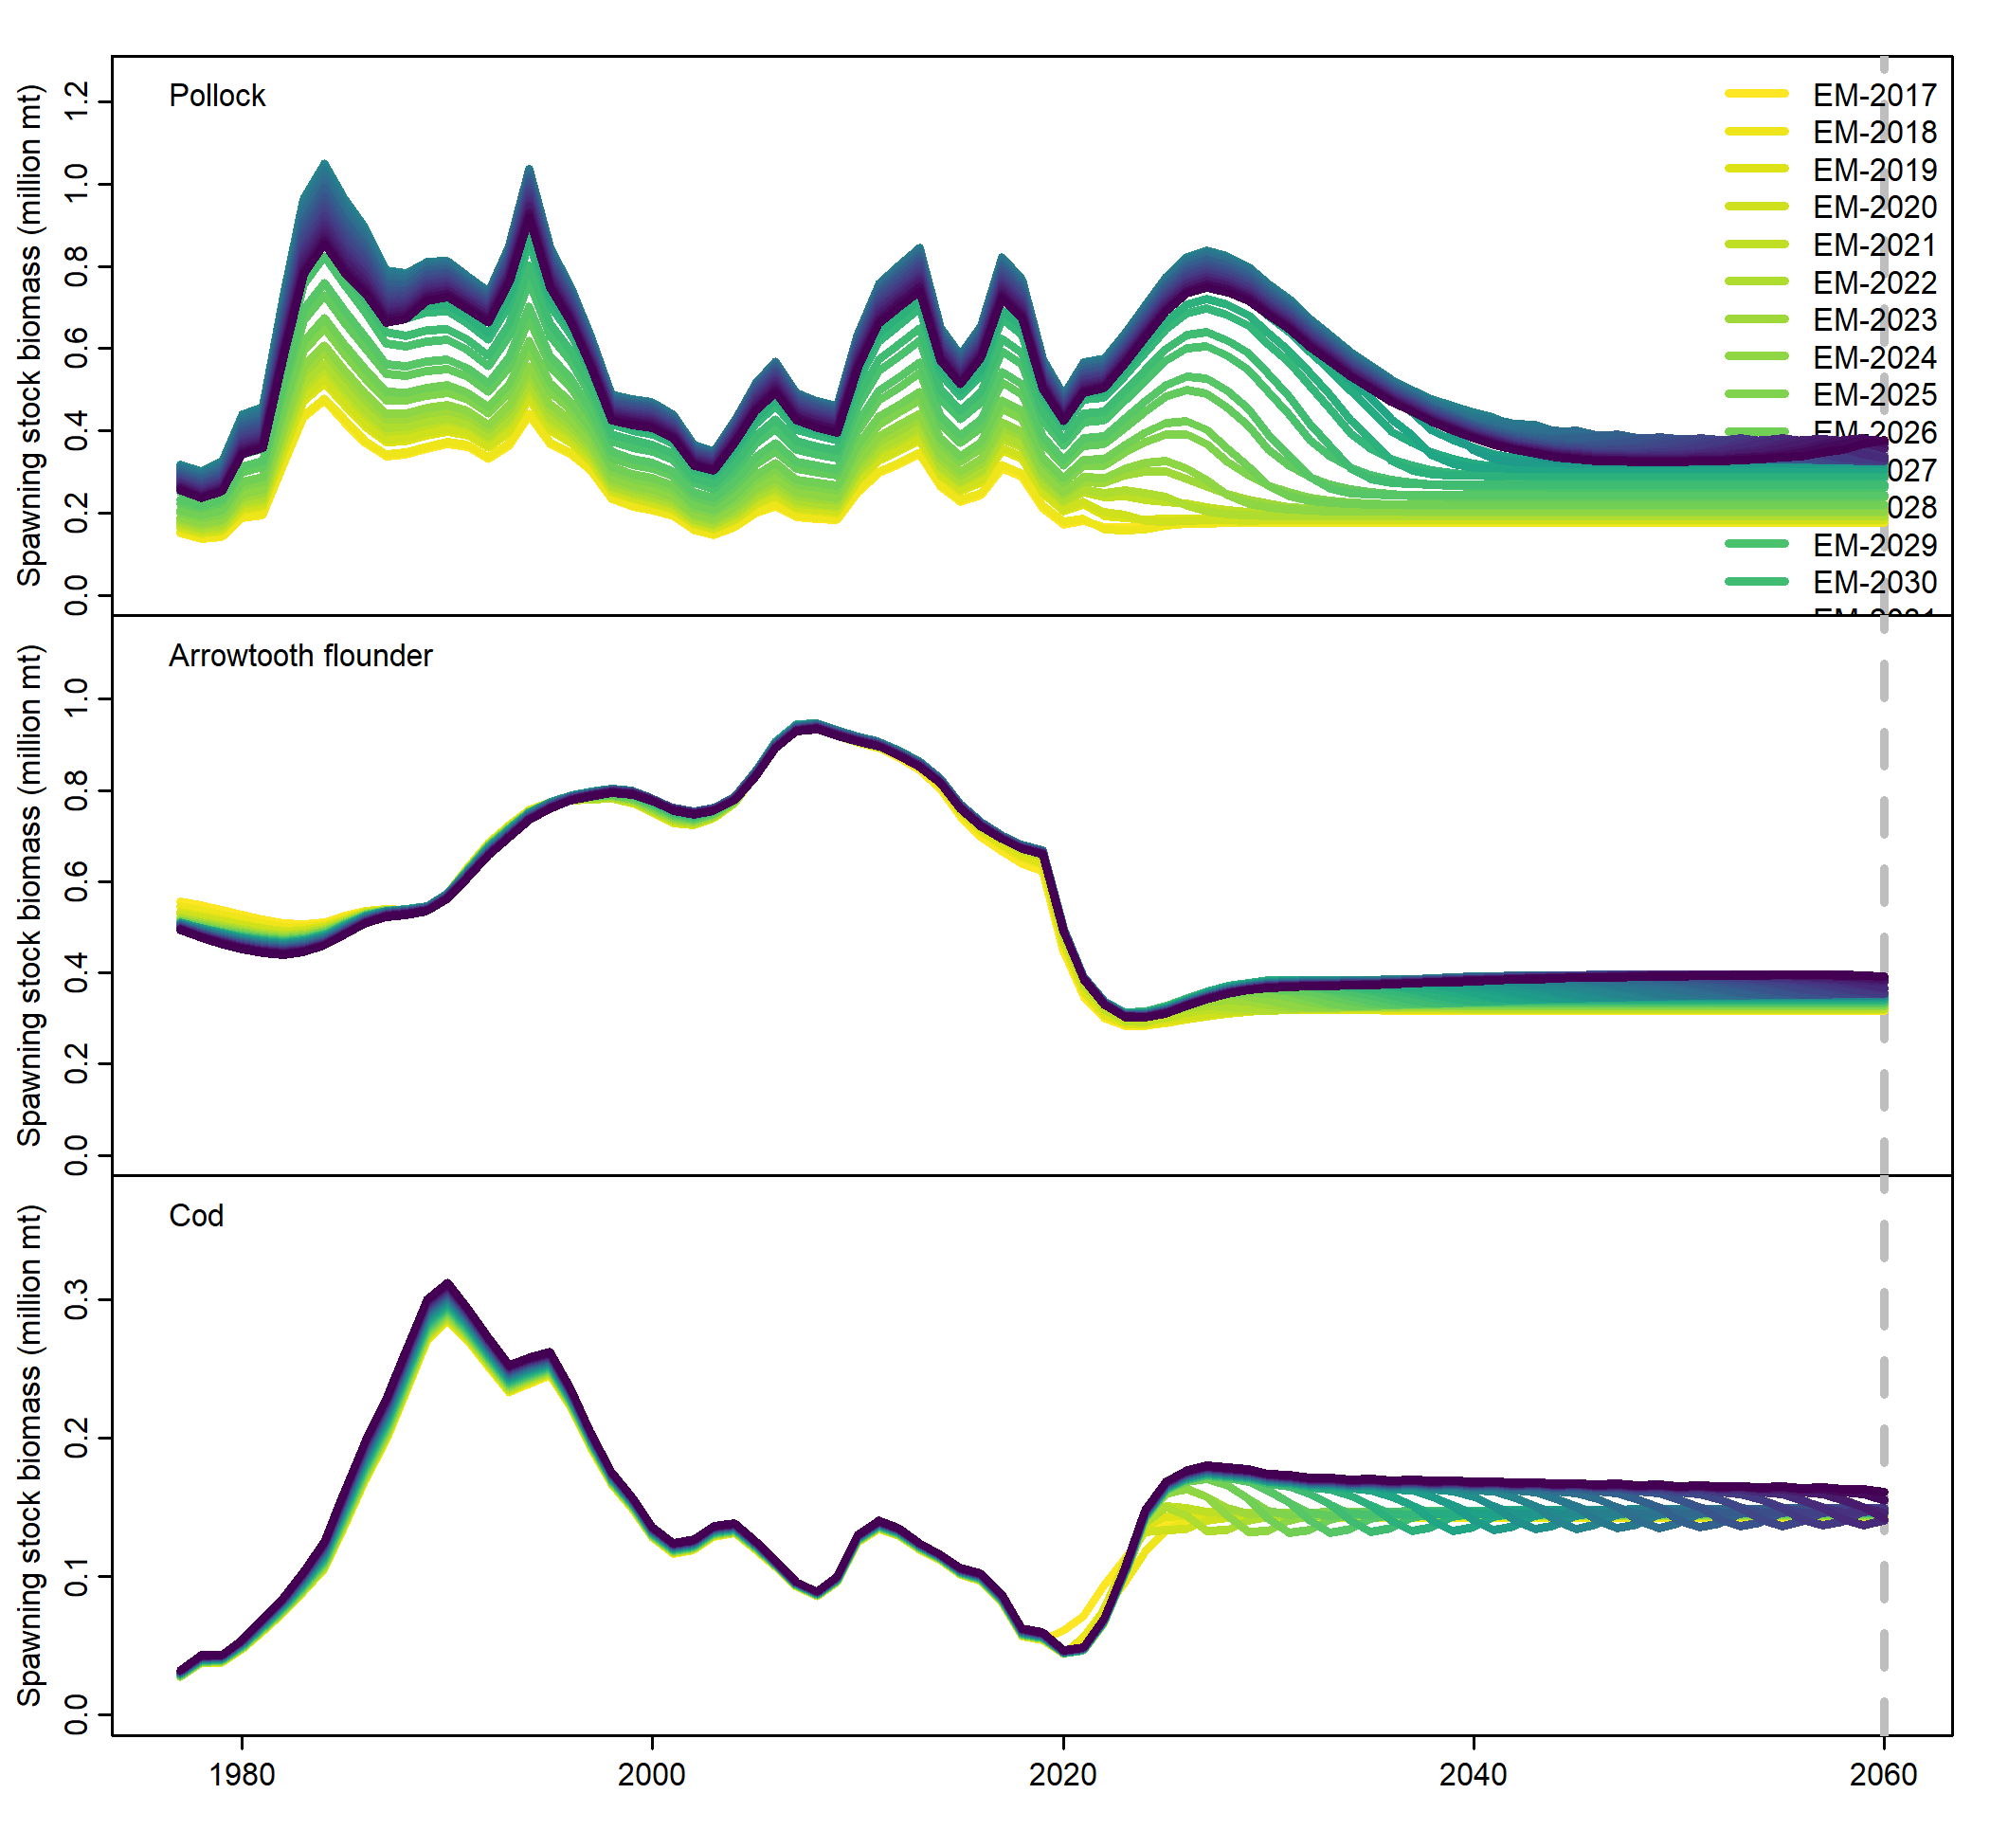 Pollock
Spawning stock biomass (million mt)
0.0 0.2 0.4 0.6 0.8 1.0 1.2
EM-2017
EM-2018
EM-2019
EM-2020
EM-2021
EM-2022
EM-2023
EM-2024
EM-2025
EM-2026
027
028
EM-2029
EM-2030
Arrowtooth flounder
Spawning stock biomass (million mt)
0.0 0.2 0.4 0.6 0.8 1.0
Cod
Spawning stock biomass (million mt)
0.0 0.1 0.2 0.3
1980 2000 2020 2040 2060